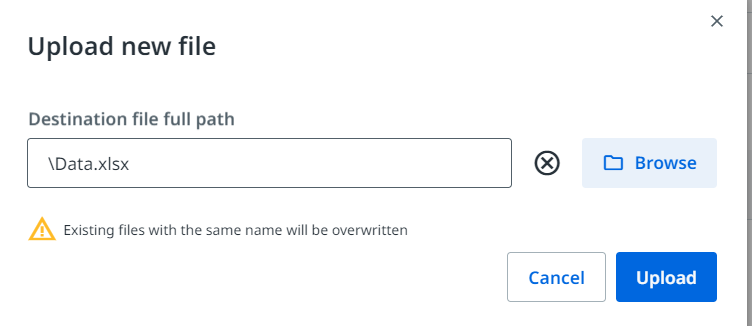 Upload new file
Destination file full path
\Data.xlsx
Browse
Existing files with the same name will be overwritten
Cancel
Upload